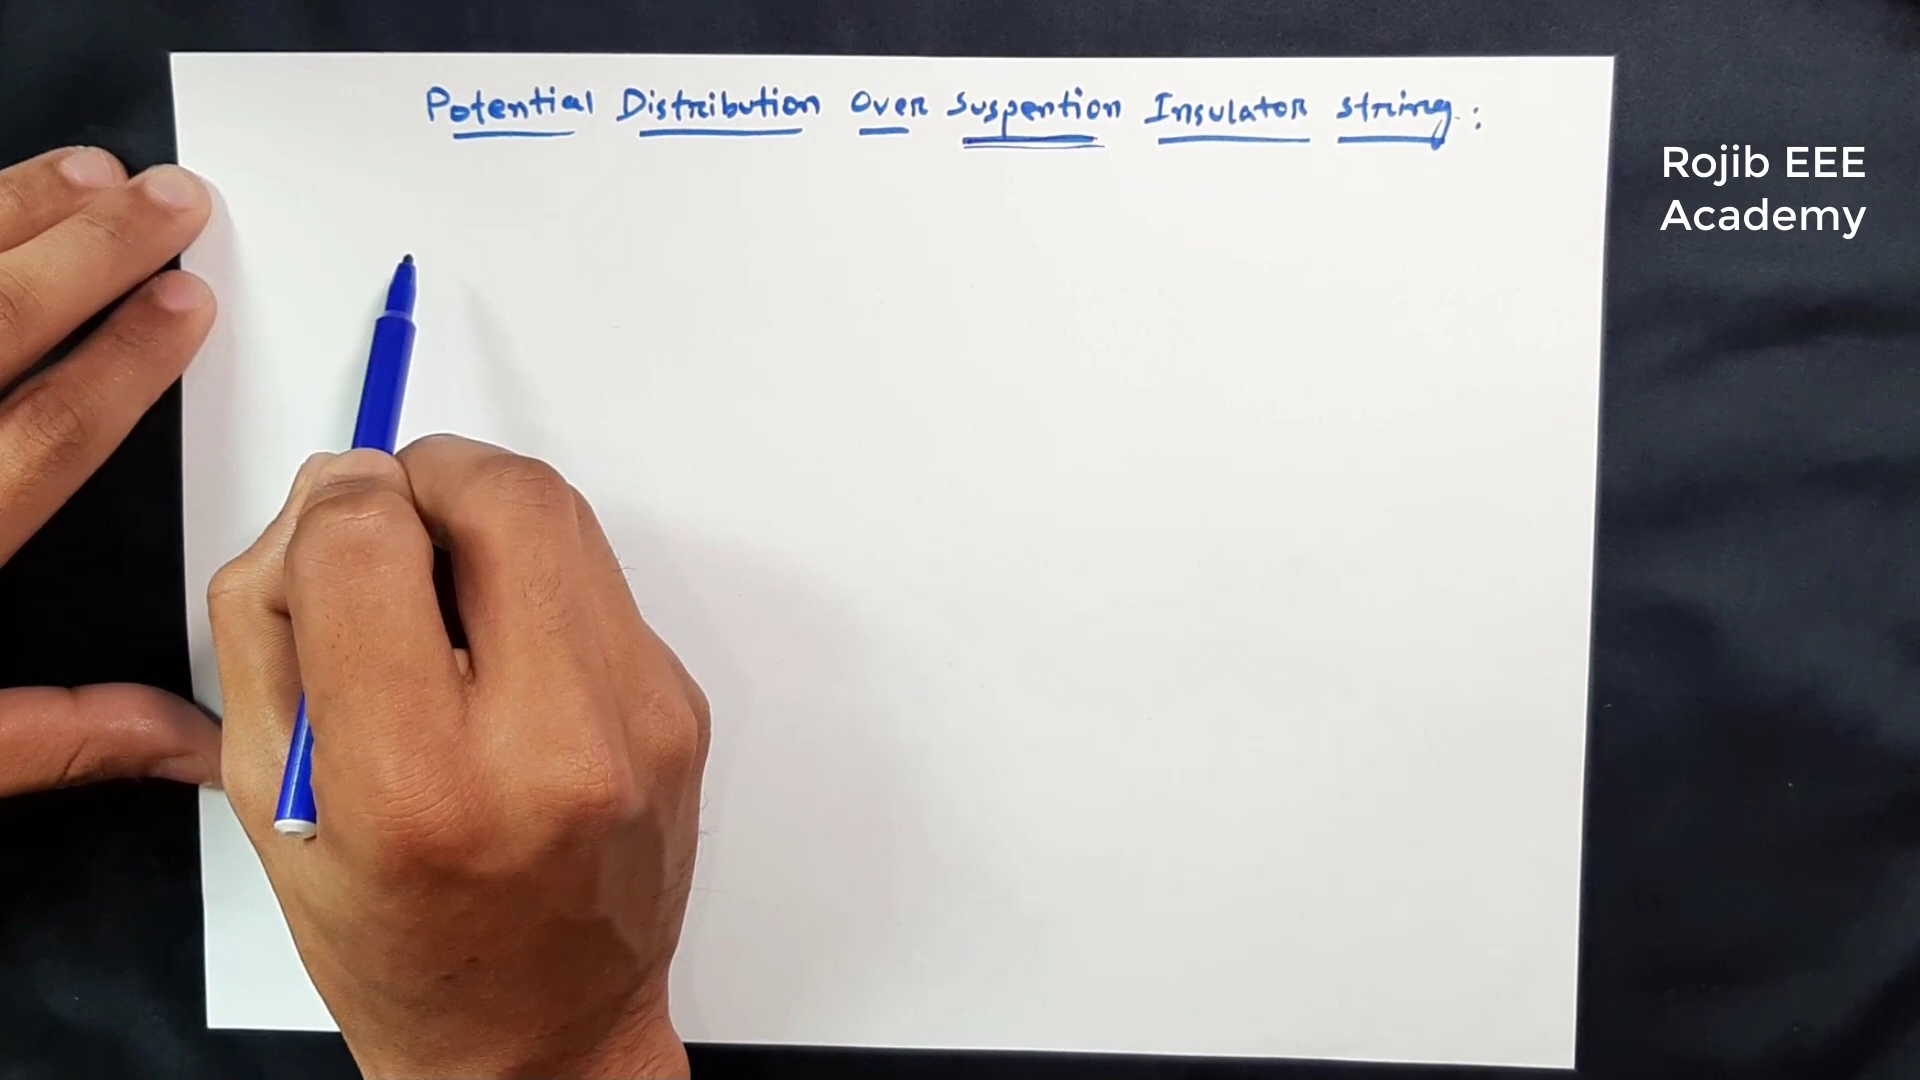 Potential Distribution Over Suspention Insulator string:
Rojib EEE
Academy